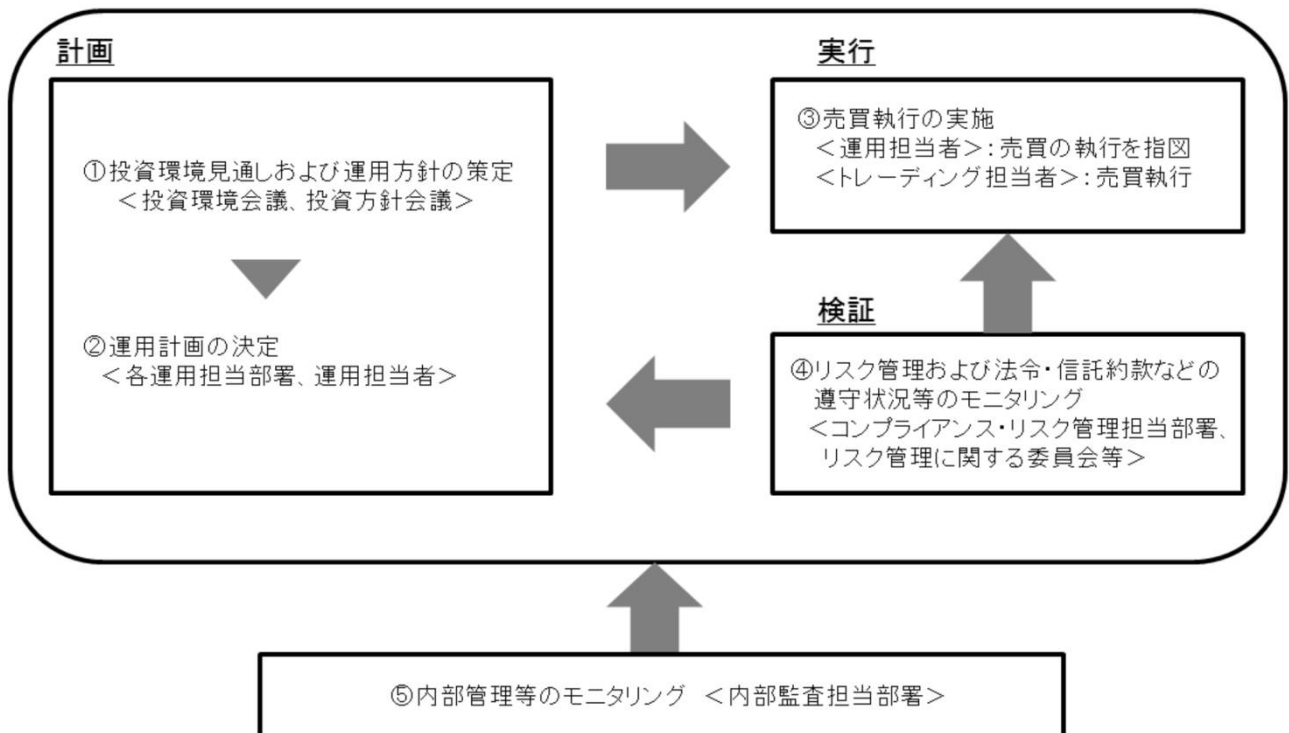 計画
①投資環境見通しおよび運用方針の策定
＜投資環境会議、投資方針会議＞
②運用計画の決定
＜各運用担当部署、運用担当者＞
実行
③売買執行の実施
＜運用担当者＞：売買の執行を指図
＜トレーディング担当者＞：売買執行
検証
④リスク管理および法令・信託約款などの
遵守状況等のモニタリング
＜コンプライアンス・リスク管理担当部署、
リスク管理に関する委員会等＞
⑤内部管理等のモニタリング ＜内部監査担当部署＞